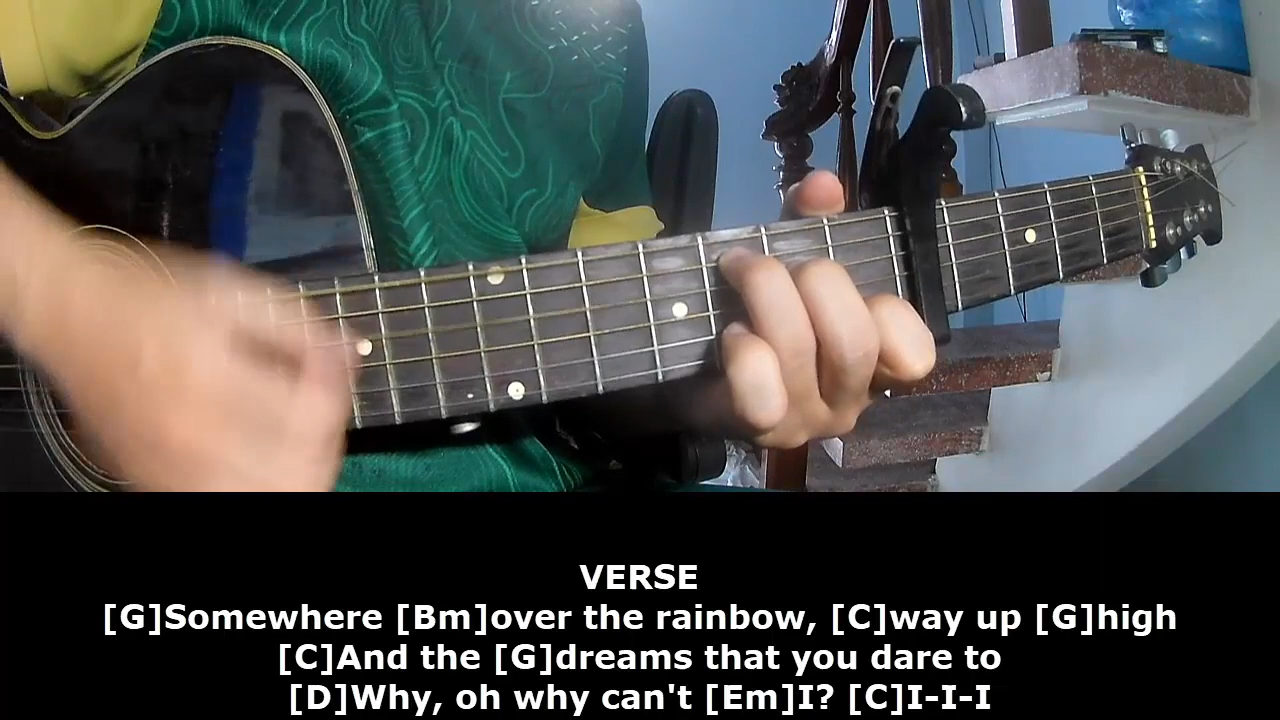 VERSE
[G]Somewhere [Bm]over the rainbow, [C]way up [G]high
[C]And the [G]dreams that you dare to
[D]Why, oh why can't [Em]I? [C]I-I-I